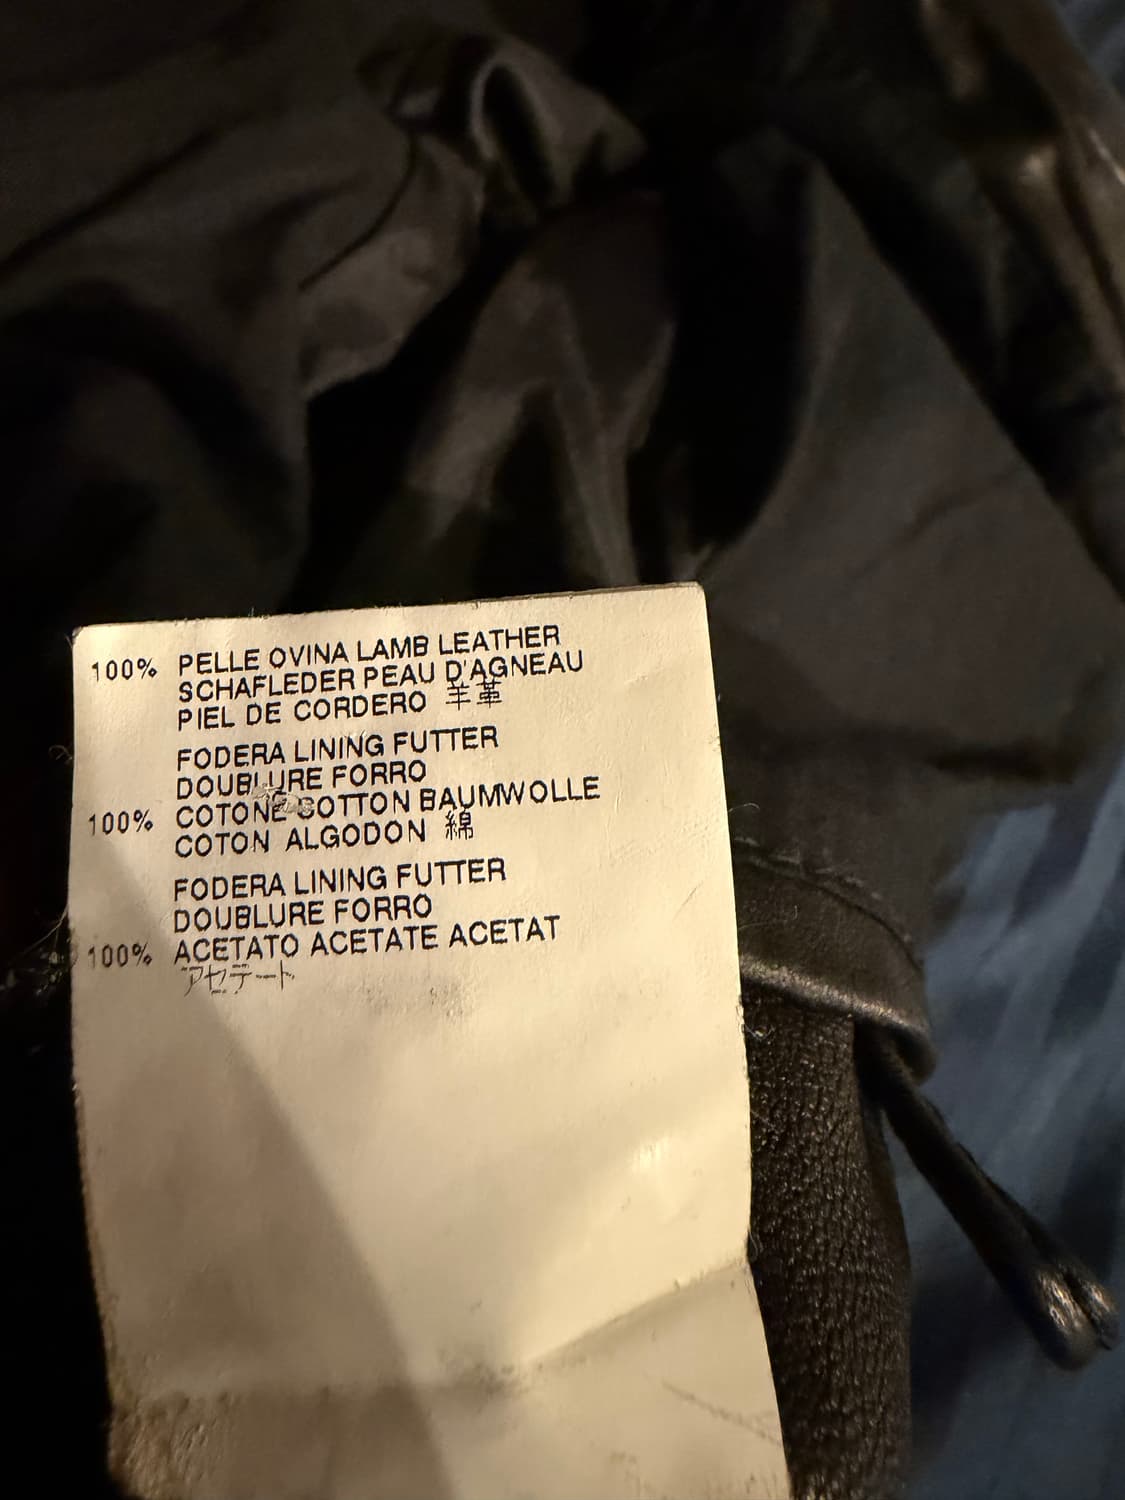 100% PELLE OVINA LAMB LEATHER
SCHAFLEDER PEAU D'AGNEAU
PIEL DE CORDERO 羊革
FODERA LINING FUTTER
DOUBLURE FORRO
100% COTONE COTTON BAUMWOLLE
COTON ALGODON 綿
FODERA LINING FUTTER
DOUBLURE FORRO
100% ACETATO ACETATE ACETAT
アセテート